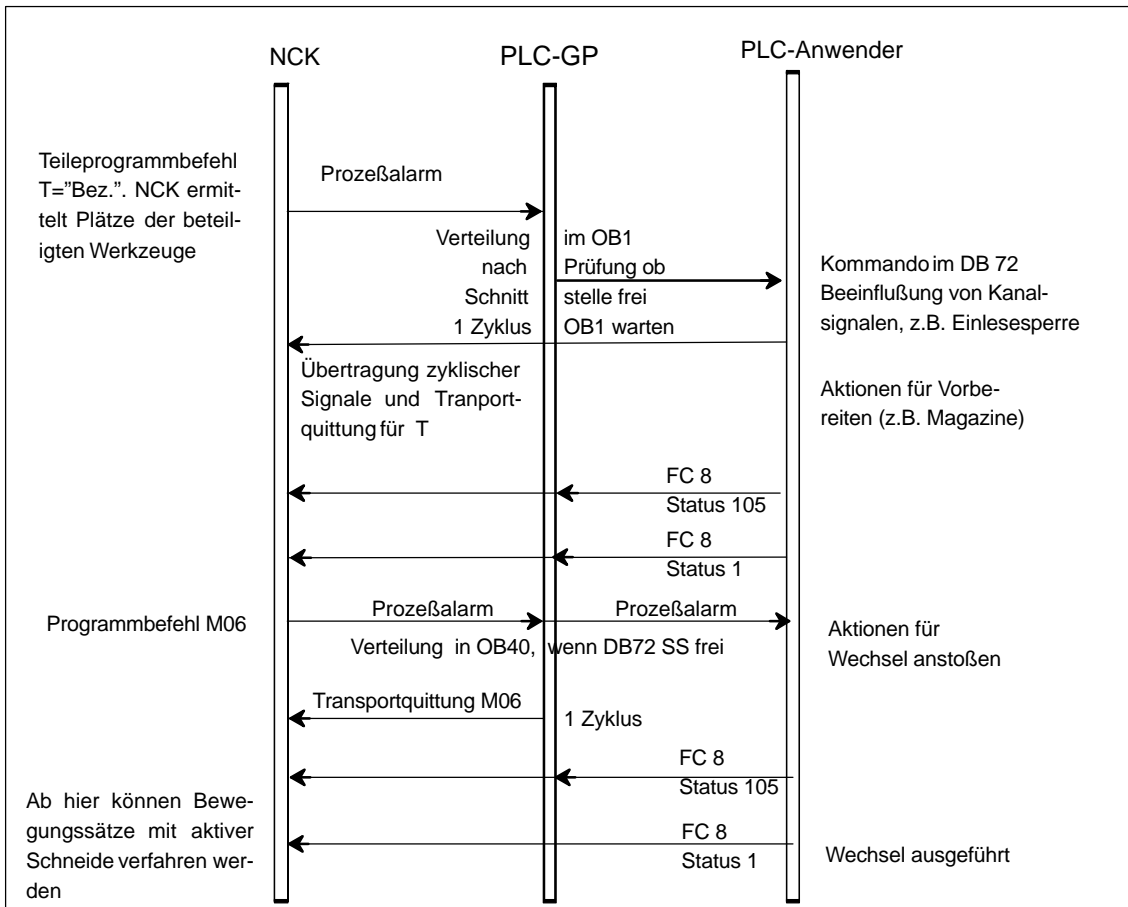 NCK
PLC-GP
PLC-Anwender
Teileprogrammbefehl
T=”Bez.”. NCK ermit-
telt Plätze der beteil-
igten Werkzeuge
Prozeßalarm
Verteilung im OB1
nach Prüfung ob
Schnitt stelle frei
1 Zyklus OB1 warten
Kommando im DB 72
Beeinflußung von Kanal-
signalen, z.B. Einlesesperre
Übertragung zyklischer
Signale und Tranport-
quittung für T
Aktionen für Vorbe-
reiten (z.B. Magazine)
FC 8
Status 105
FC 8
Status 1
Programmbefehl M06
Prozeßalarm
Prozeßalarm
Verteilung in OB40, wenn DB72 SS frei
Aktionen für
Wechsel anstoßen
Transportquittung M06
1 Zyklus
FC 8
Status 105
Ab hier können Bewe-
gungssätze mit aktiver
Schneide verfahren wer-
den
FC 8
Status 1
Wechsel ausgeführt